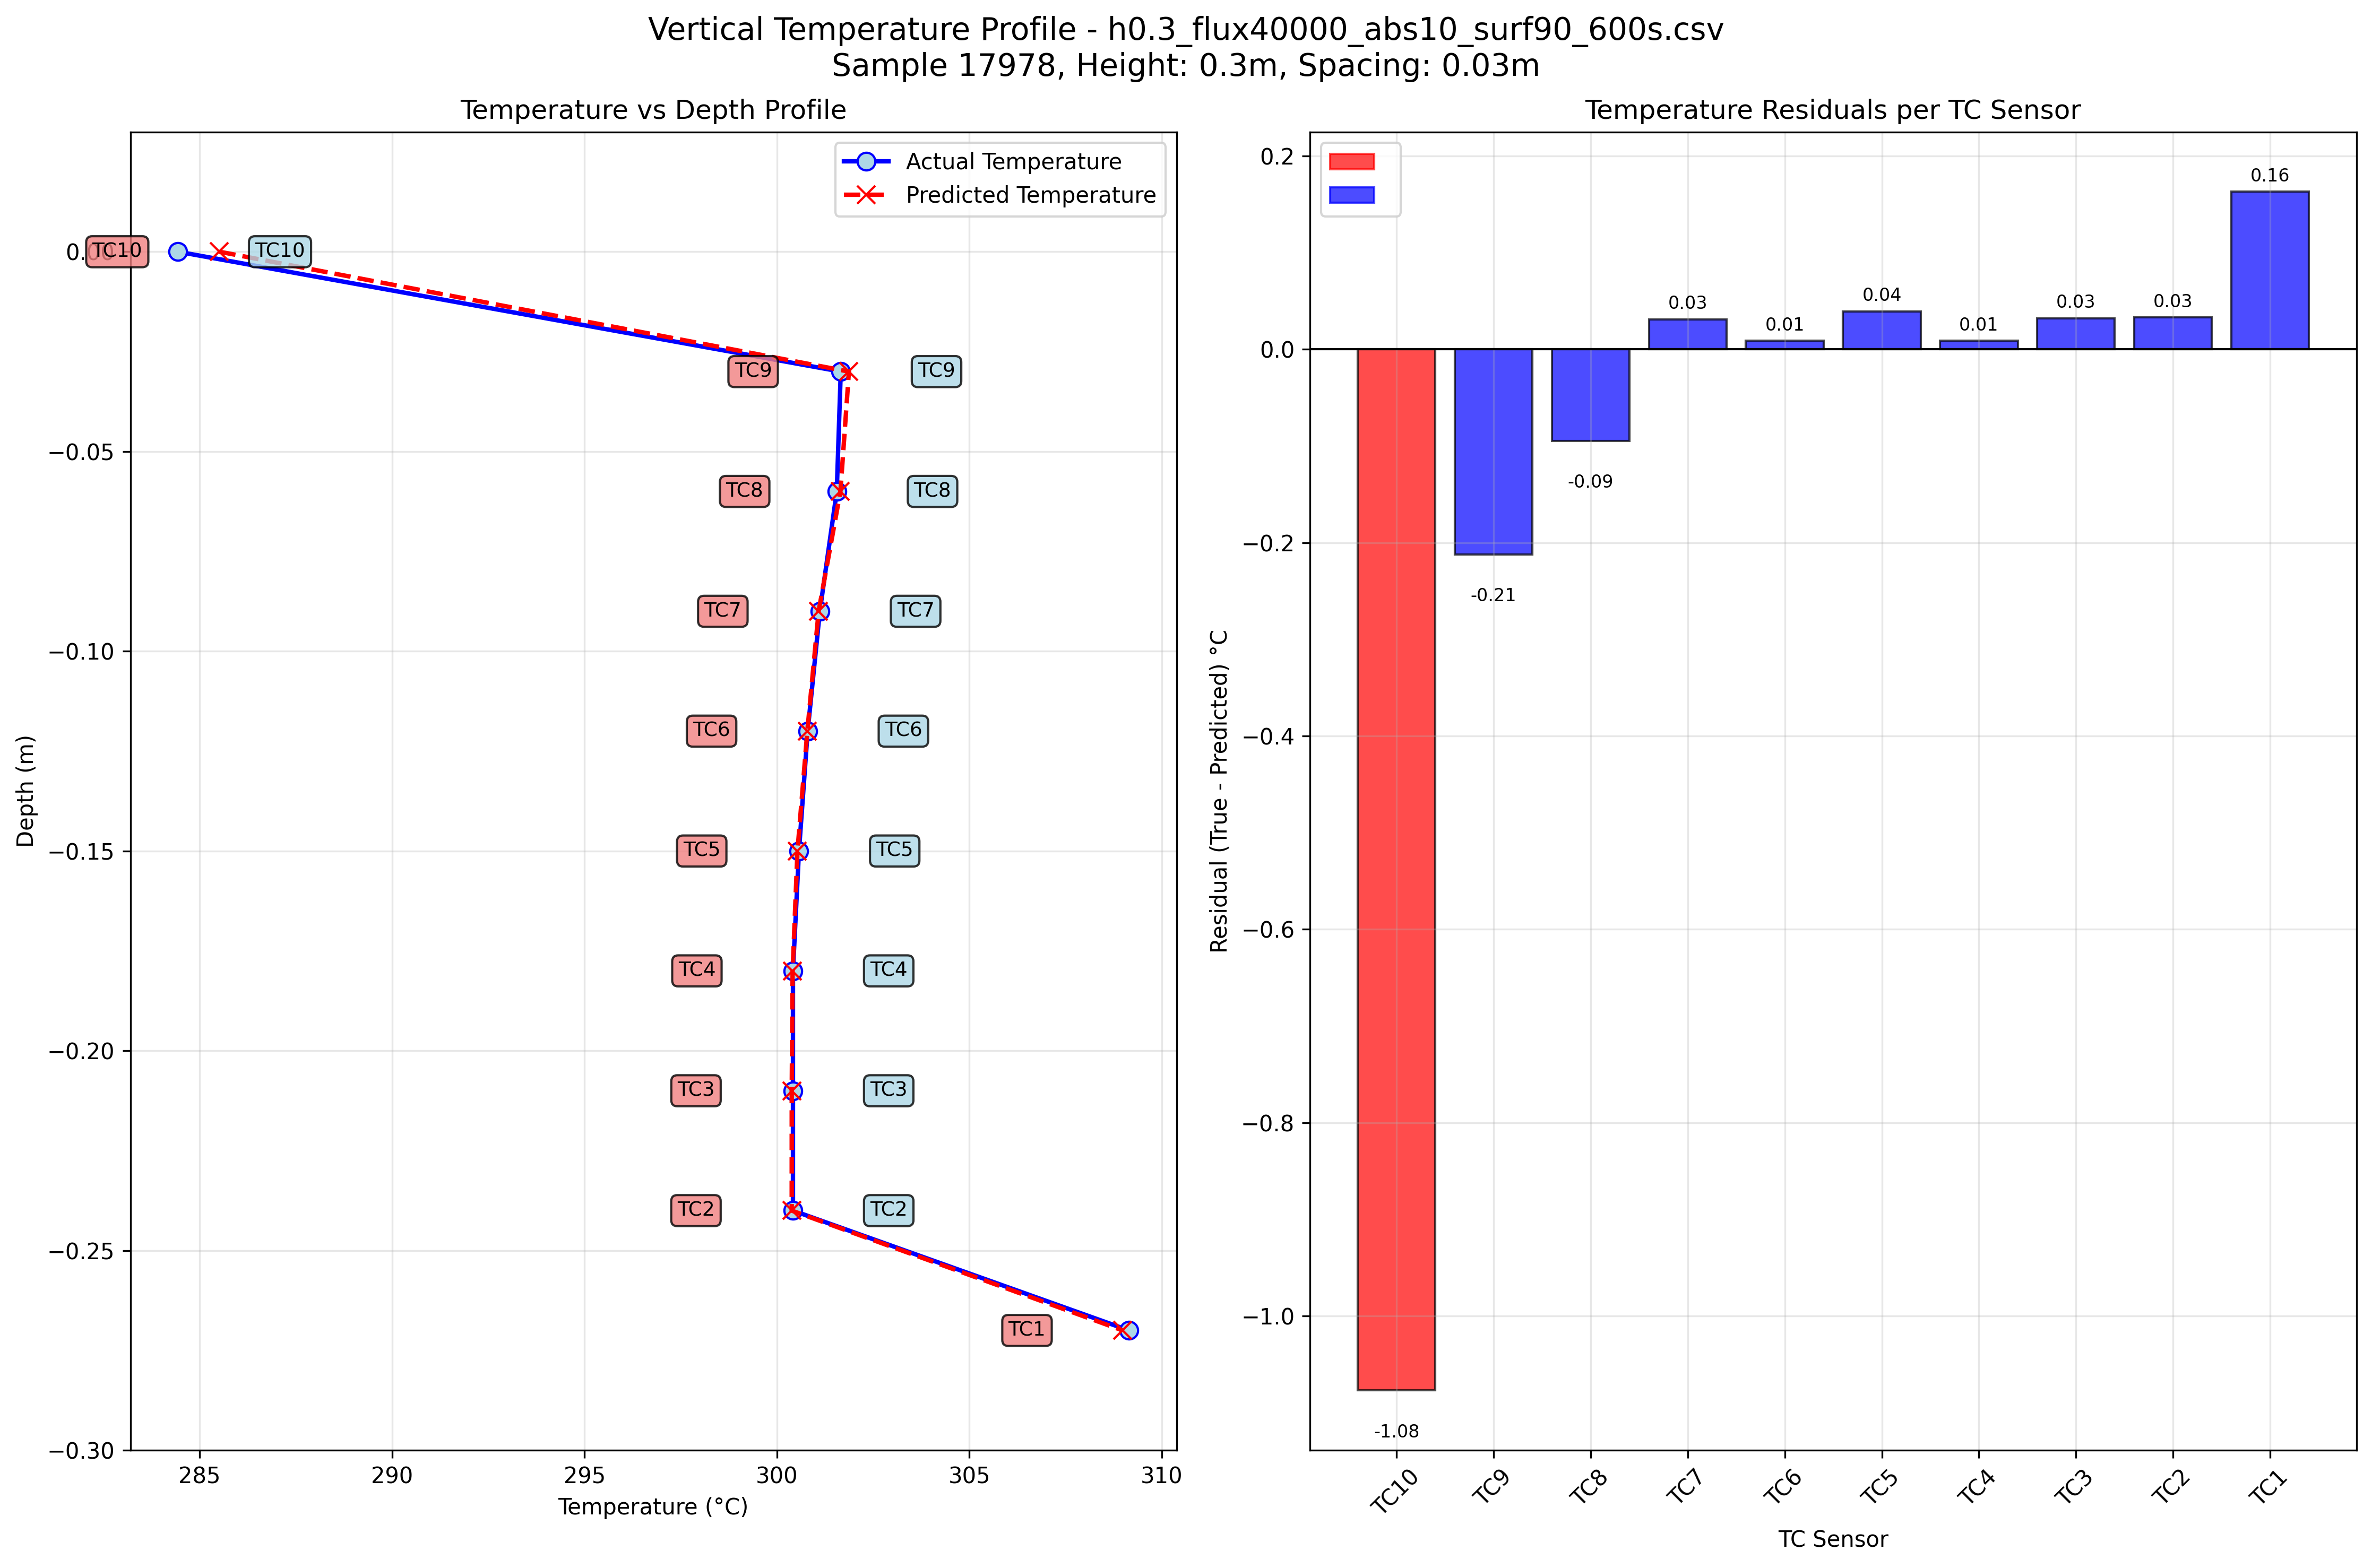 Vertical Temperature Profile - h0.3_flux40000_abs10_surf90_600s.csv
Sample 17978, Height: 0.3m, Spacing: 0.03m
Temperature vs Depth Profile
Actual Temperature
Predicted Temperature
0.00
−0.05
−0.10
−0.15
−0.20
−0.25
−0.30
Depth (m)
TC10 TC10
TC9 TC9
TC8 TC8
TC7 TC7
TC6 TC6
TC5 TC5
TC4 TC4
TC3 TC3
TC2 TC2
TC1
285 290 295 300 305 310
Temperature (°C)
Temperature Residuals per TC Sensor
0.2
0.0
−0.2
−0.4
−0.6
−0.8
−1.0
Residual (True - Predicted) °C
-1.08
-0.21
-0.09
0.03
0.01
0.04
0.01
0.03
0.03
0.16
TC10 TC9 TC8 TC7 TC6 TC5 TC4 TC3 TC2 TC1
TC Sensor